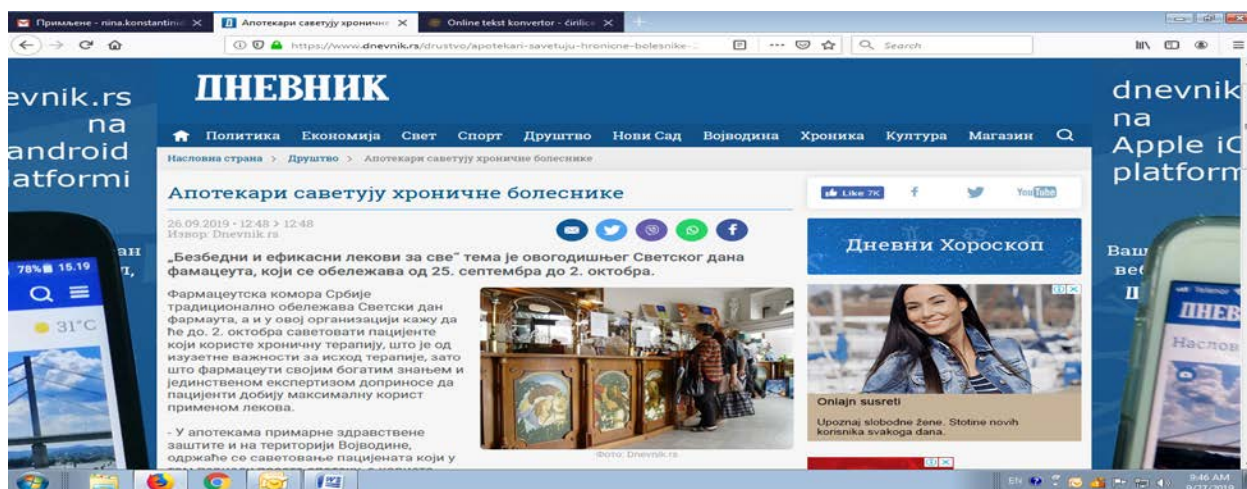 Примљене - nina.konstantini
Апотекари саветују хроничне
Online tekst konvertor - ćirilica
https://www.dnevnik.rs/drustvo/apotekari-savetuju-hronicne-bolesnike-
Search
evnik.rs
na
android
latformi
78% 15.19
31°C
ДНЕВНИК
Политика Економија Свет Спорт Друштво Нови Сад Војводина Хроника Култура Магазин
Насловна страна > Друштво > Апотекари саветују хроничне болеснике
Апотекари саветују хроничне болеснике
26.09.2019 · 12:48 > 12:48
Извор: Dnevnik.rs
„Безбедни и ефикасни лекови за све“ тема је овогодишњег Светског дана
фамацеута, који се обележава од 25. септембра до 2. октобра.
Фармацеутска комора Србије
традиционално обележава Светски дан
фармаута, а и у овој организацији кажу да
ће до. 2. октобра саветовати пацијенте
који користе хроничну терапију, што је од
изузетне важности за исход терапије, зато
што фармацеути својим богатим знањем и
јединственом експертизом доприносе да
пацијенти добију максималну корист
применом лекова.
- У апотекама примарне здравствене
заштите и на територији Војводине,
одржаће се саветовање пацијената који у
Фото: Dnevnik.rs
Like 7K
YouTube
Дневни Хороскоп
Onlajn susreti
Upoznaj slobodne žene. Stotine novih
korisnika svakoga dana.
dnevnik
na
Apple iO
platform
Ваш
веб
Telenor
ДНЕВ
Наслов
EN
9:46 AM
9/27/2019